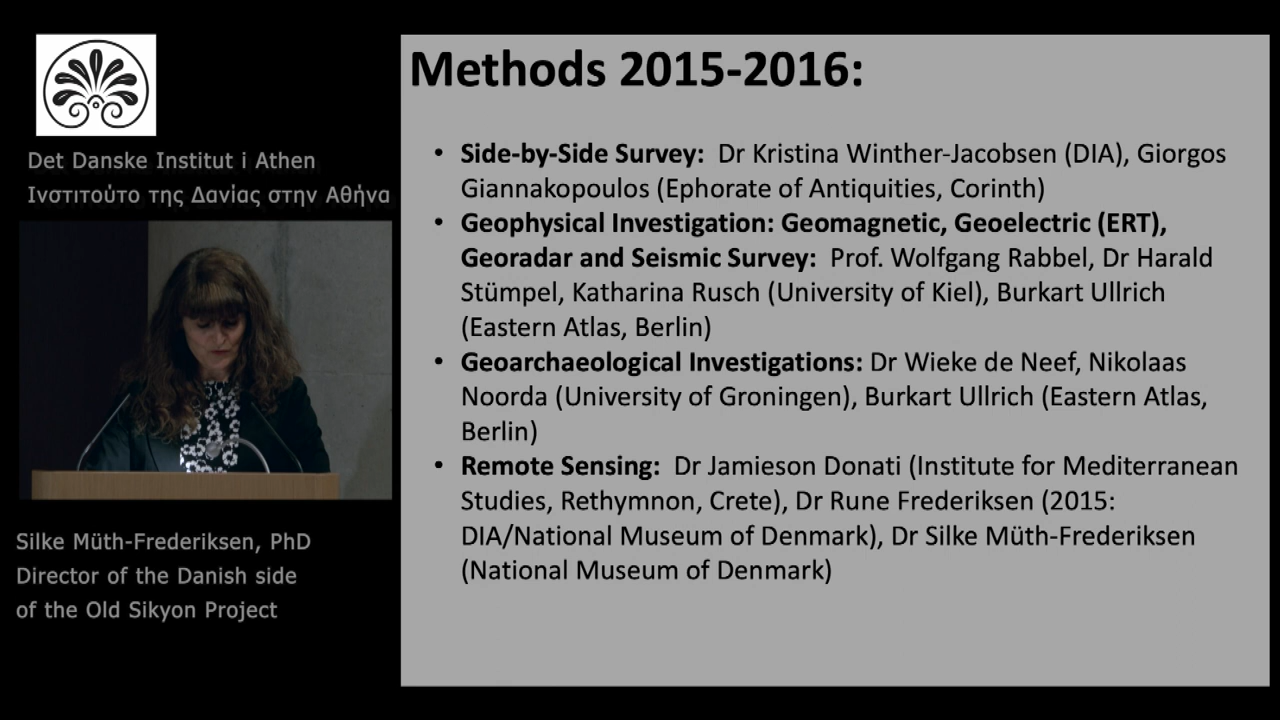 Det Danske Institut i Athen
Ινστιτούτο της Δανίας στην Αθήνα
Silke Müth-Frederiksen, PhD
Director of the Danish side
of the Old Sikyon Project
Methods 2015-2016:
• Side-by-Side Survey: Dr Kristina Winther-Jacobsen (DIA), Giorgos
Giannakopoulos (Ephorate of Antiquities, Corinth)
• Geophysical Investigation: Geomagnetic, Geoelectric (ERT),
Georadar and Seismic Survey: Prof. Wolfgang Rabbel, Dr Harald
Stümpel, Katharina Rusch (University of Kiel), Burkart Ullrich
(Eastern Atlas, Berlin)
• Geoarchaeological Investigations: Dr Wieke de Neef, Nikolaas
Noorda (University of Groningen), Burkart Ullrich (Eastern Atlas,
Berlin)
• Remote Sensing: Dr Jamieson Donati (Institute for Mediterranean
Studies, Rethymnon, Crete), Dr Rune Frederiksen (2015:
DIA/National Museum of Denmark), Dr Silke Müth-Frederiksen
(National Museum of Denmark)